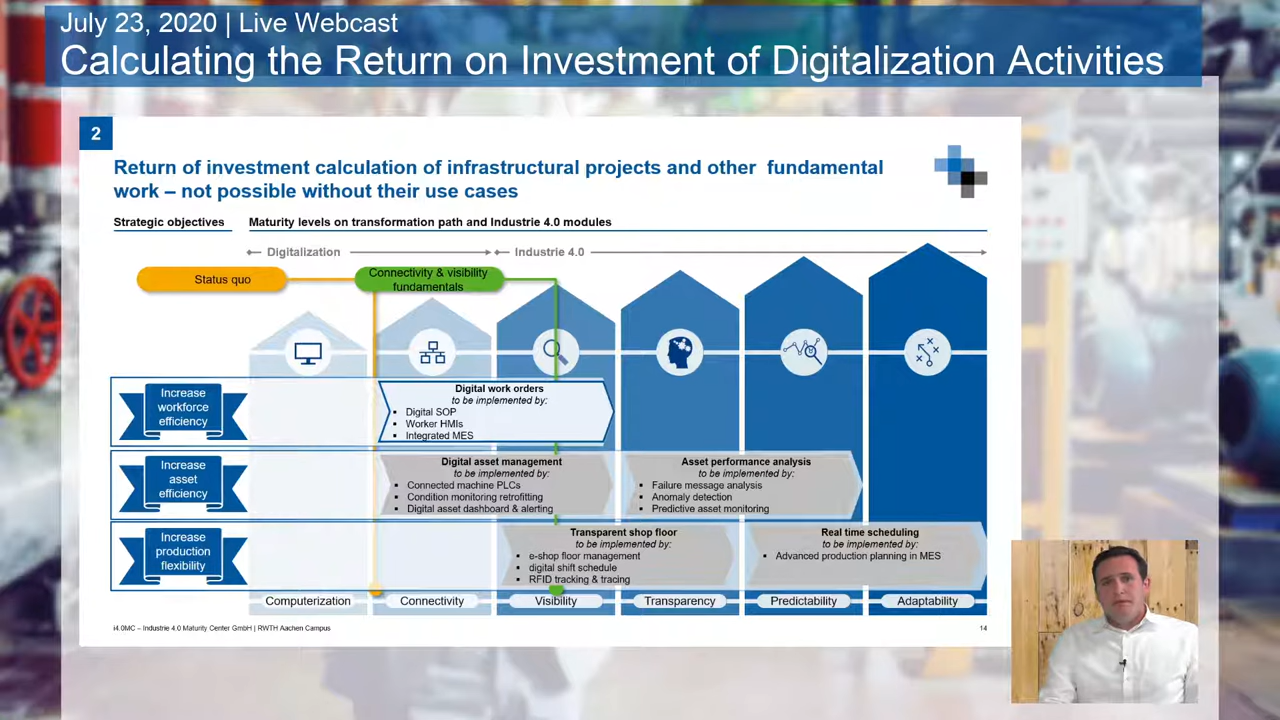 July 23, 2020 | Live Webcast
Calculating the Return on Investment of Digitalization Activities
2
Return of investment calculation of infrastructural projects and other fundamental
work – not possible without their use cases
Strategic objectives
Maturity levels on transformation path and Industrie 4.0 modules
Digitalization
Industrie 4.0
Status quo
Connectivity & visibility
fundamentals
Increase
workforce
efficiency
Digital work orders
to be implemented by:
▪ Digital SOP
▪ Worker HMIs
▪ Integrated MES
Increase
asset
efficiency
Digital asset management
to be implemented by:
▪ Connected machine PLCs
▪ Condition monitoring retrofitting
▪ Digital asset dashboard & alerting
Asset performance analysis
to be implemented by:
▪ Failure message analysis
▪ Anomaly detection
▪ Predictive asset monitoring
Increase
production
flexibility
Transparent shop floor
to be implemented by:
▪ e-shop floor management
▪ digital shift schedule
▪ RFID tracking & tracing
Real time scheduling
to be implemented by:
▪ Advanced production planning in MES
Computerization
Connectivity
Visibility
Transparency
Predictability
Adaptability
i4.0MC – Industrie 4.0 Maturity Center GmbH | RWTH Aachen Campus
14